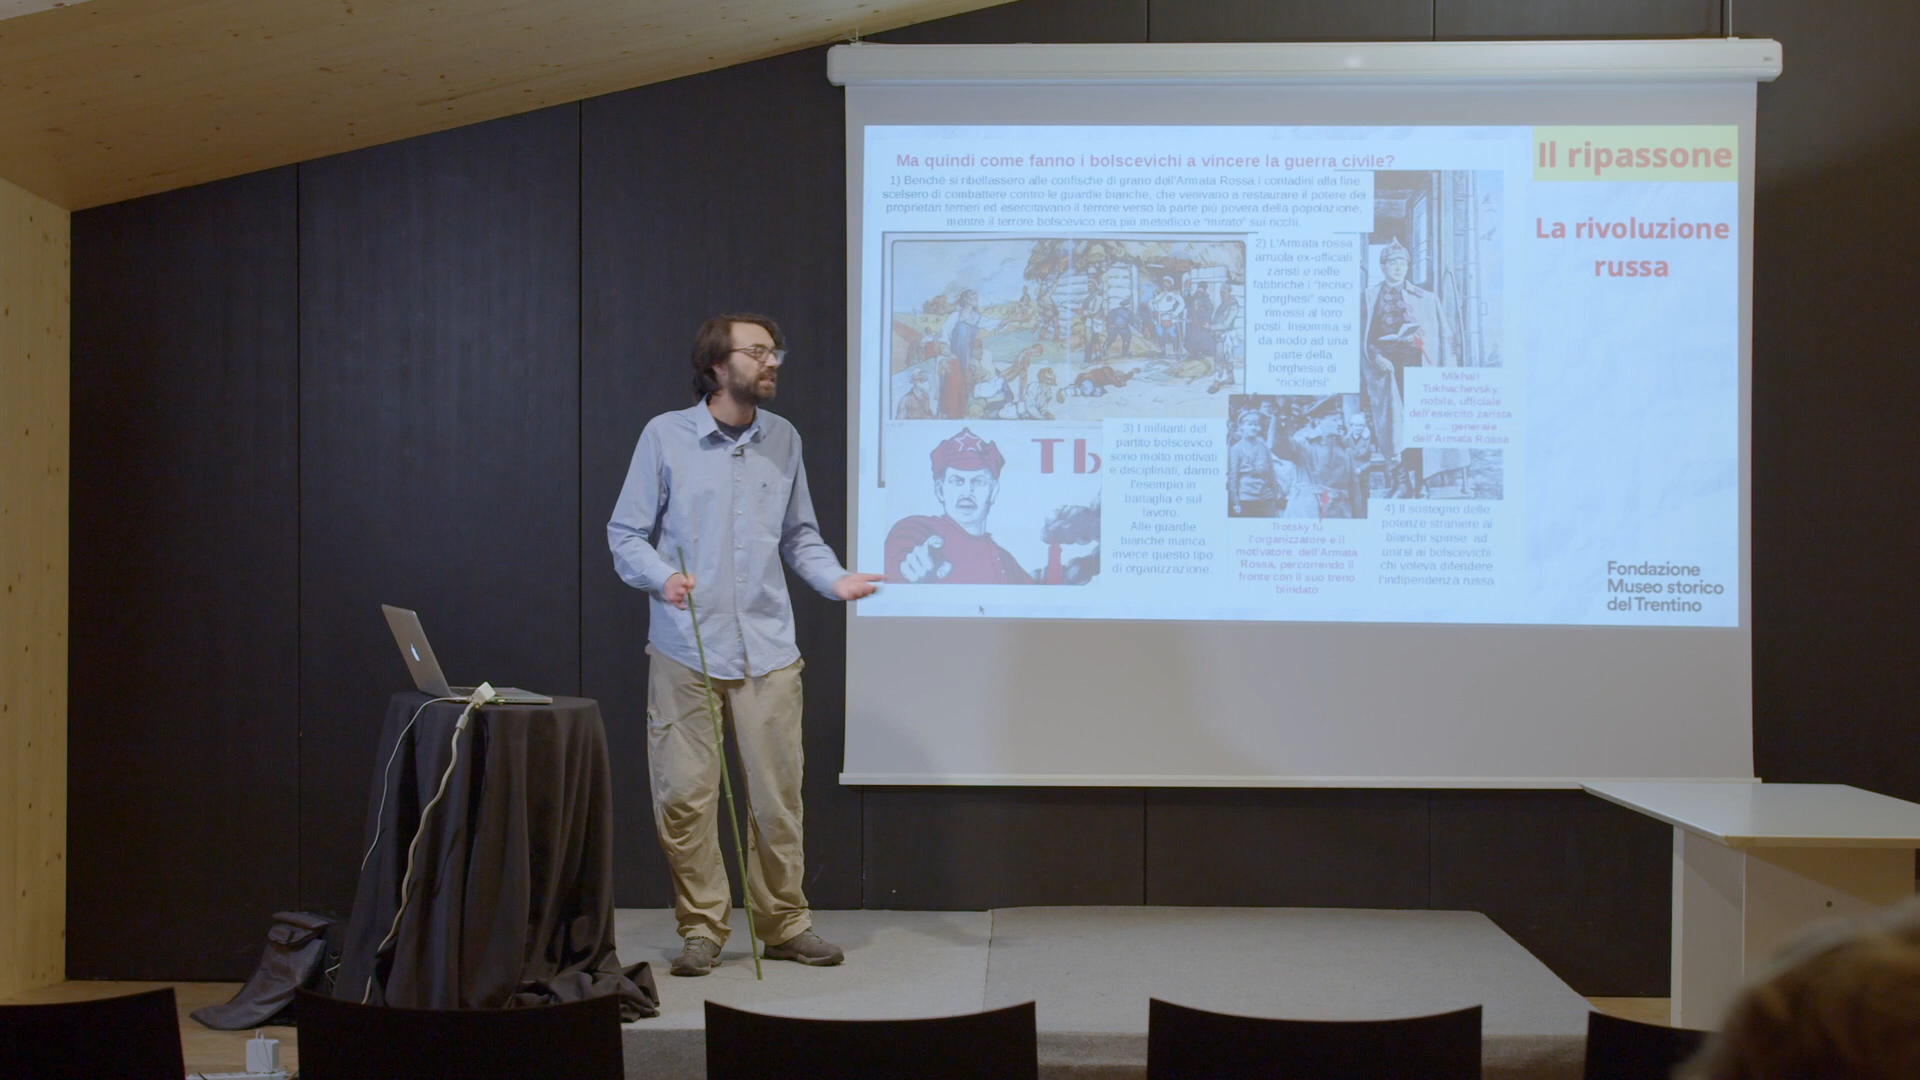 Ma quindi come fanno i bolscevichi a vincere la guerra civile?
1) Benchè si ribellassero alle confische di grano dell'Armata Rossa i contadini alla fine
scelsero di combattere contro le guardie bianche, che venivano a restaurare il potere dei
proprietari terrieri ed esercitavano il terrore verso la parte più povera della popolazione,
mentre il terrore bolscevico era più metodico e "mirato" sui ricchi.
2) L'Armata rossa
arruola ex-ufficiali
zaristi e nelle
fabbriche i "tecnici
borghesi" sono
rimessi al loro
posti. Insomma si
da modo ad una
parte della
borghesia di
"riciclarsi"
Mikhail
Tukhachevsky,
nobile, ufficiale
dell'esercito zarista
e .... generale
dell'Armata Rossa
ТЫ
3) I militanti del
partito bolscevico
sono molto motivati
e disciplinati, danno
l'esempio in
battaglia e sul
lavoro.
Alle guardie
bianche manca
invece questo tipo
di organizzazione.
Trotsky fu
l'organizzatore e il
motivatore dell'Armata
Rossa, percorrendo il
fronte con il suo treno
blindato
4) Il sostegno delle
potenze straniere ai
bianchi spinse ad
unirsi ai bolscevichi
chi voleva difendere
l'indipendenza russa
Il ripassone
La rivoluzione
russa
Fondazione
Museo storico
del Trentino